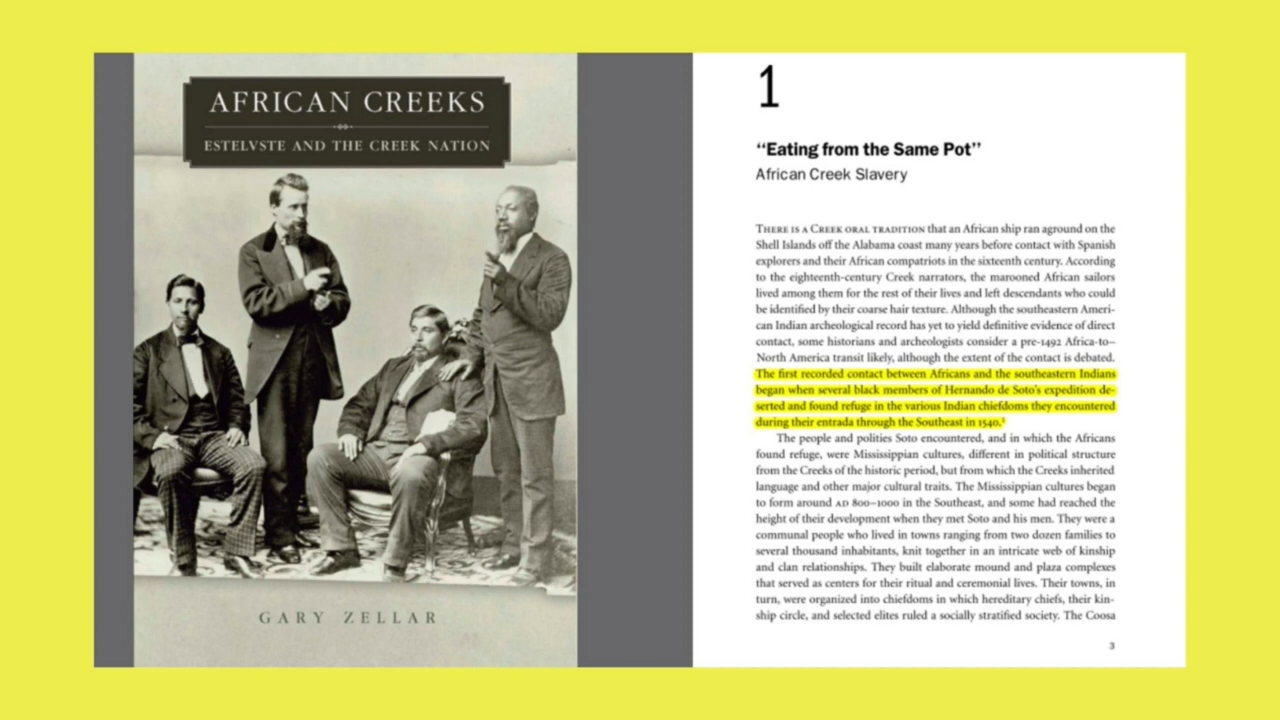 AFRICAN CREEKS
ESTELVSTE AND THE CREEK NATION
GARY ZELLAR
1
“Eating from the Same Pot”
African Creek Slavery
THERE IS A CREEK ORAL TRADITION that an African ship ran aground on the
Shell Islands off the Alabama coast many years before contact with Spanish
explorers and their African compatriots in the sixteenth century. According
to the eighteenth-century Creek narrators, the marooned African sailors
lived among them for the rest of their lives and left descendants who could
be identified by their coarse hair texture. Although the southeastern Ameri-
can Indian archeological record has yet to yield definitive evidence of direct
contact, some historians and archeologists consider a pre-1492 Africa-to–
North America transit likely, although the extent of the contact is debated.
The first recorded contact between Africans and the southeastern Indians
began when several black members of Hernando de Soto’s expedition de-
serted and found refuge in the various Indian chiefdoms they encountered
during their entrada through the Southeast in 1540.¹
The people and polities Soto encountered, and in which the Africans
found refuge, were Mississippian cultures, different in political structure
from the Creeks of the historic period, but from which the Creeks inherited
language and other major cultural traits. The Mississippian cultures began
to form around AD 800–1000 in the Southeast, and some had reached the
height of their development when they met Soto and his men. They were a
communal people who lived in towns ranging from two dozen families to
several thousand inhabitants, knit together in an intricate web of kinship
and clan relationships. They built elaborate mound and plaza complexes
that served as centers for their ritual and ceremonial lives. Their towns, in
turn, were organized into chiefdoms in which hereditary chiefs, their kin-
ship circle, and selected elites ruled a socially stratified society. The Coosa
3